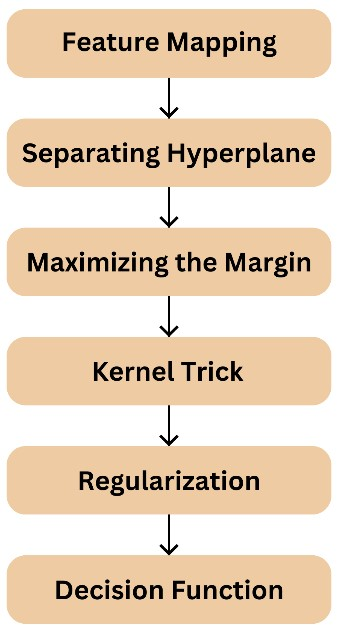 Feature Mapping
Separating Hyperplane
Maximizing the Margin
Kernel Trick
Regularization
Decision Function